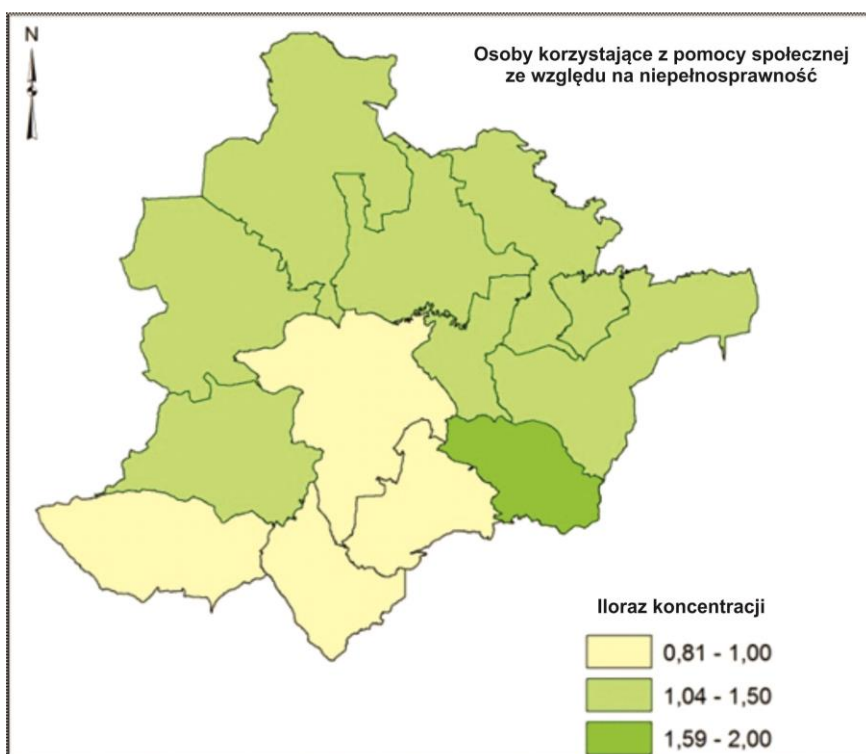 Osoby korzystające z pomocy społecznej
ze względu na niepełnosprawność
N
Iloraz koncentracji
0,81 - 1,00
1,04 - 1,50
1,59 - 2,00